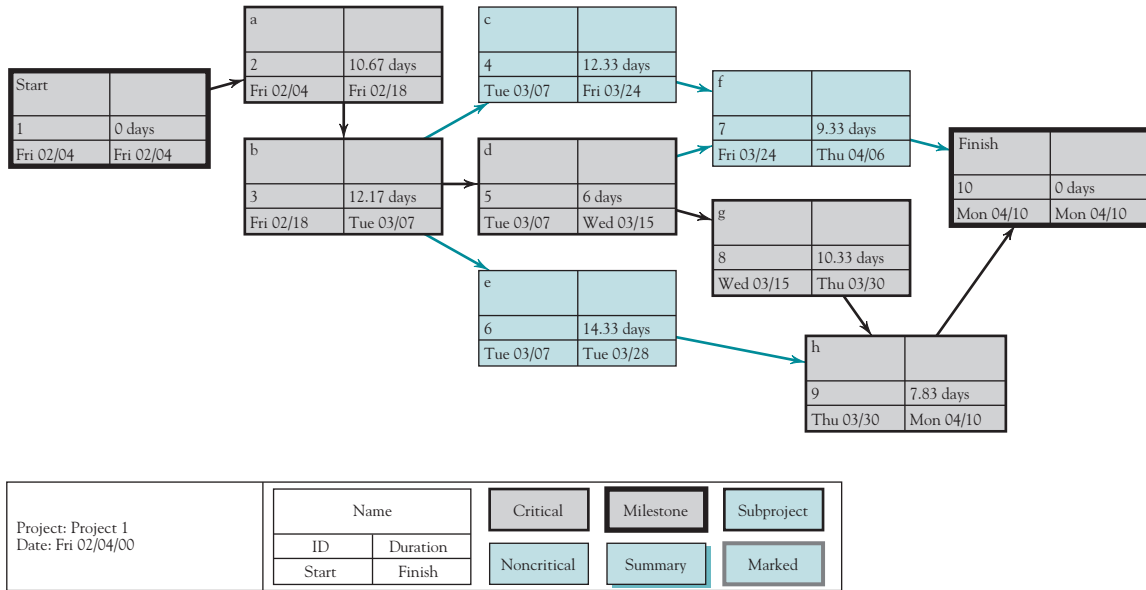 a
2 10.67 days
Fri 02/04 Fri 02/18
c
4 12.33 days
Tue 03/07 Fri 03/24
Start
1 0 days
Fri 02/04 Fri 02/04
f
7 9.33 days
Fri 03/24 Thu 04/06
b
3 12.17 days
Fri 02/18 Tue 03/07
d
5 6 days
Tue 03/07 Wed 03/15
Finish
10 0 days
Mon 04/10 Mon 04/10
g
8 10.33 days
Wed 03/15 Thu 03/30
e
6 14.33 days
Tue 03/07 Tue 03/28
h
9 7.83 days
Thu 03/30 Mon 04/10
Project: Project 1
Date: Fri 02/04/00
Name
ID Duration
Start Finish
Critical Milestone Subproject
Noncritical Summary Marked